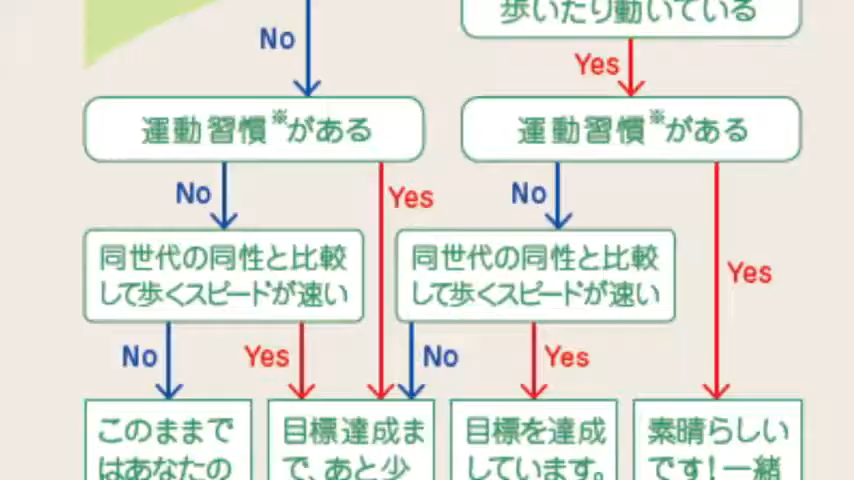 歩いたり動いている
No
Yes
運動習慣※がある
運動習慣※がある
No
Yes
No
Yes
同世代の同性と比較
して歩くスピードが速い
同世代の同性と比較
して歩くスピードが速い
No
Yes
No
Yes
このままで
はあなたの
目標達成ま
で、あと少
目標を達成
しています。
素晴らしい
です!一緒